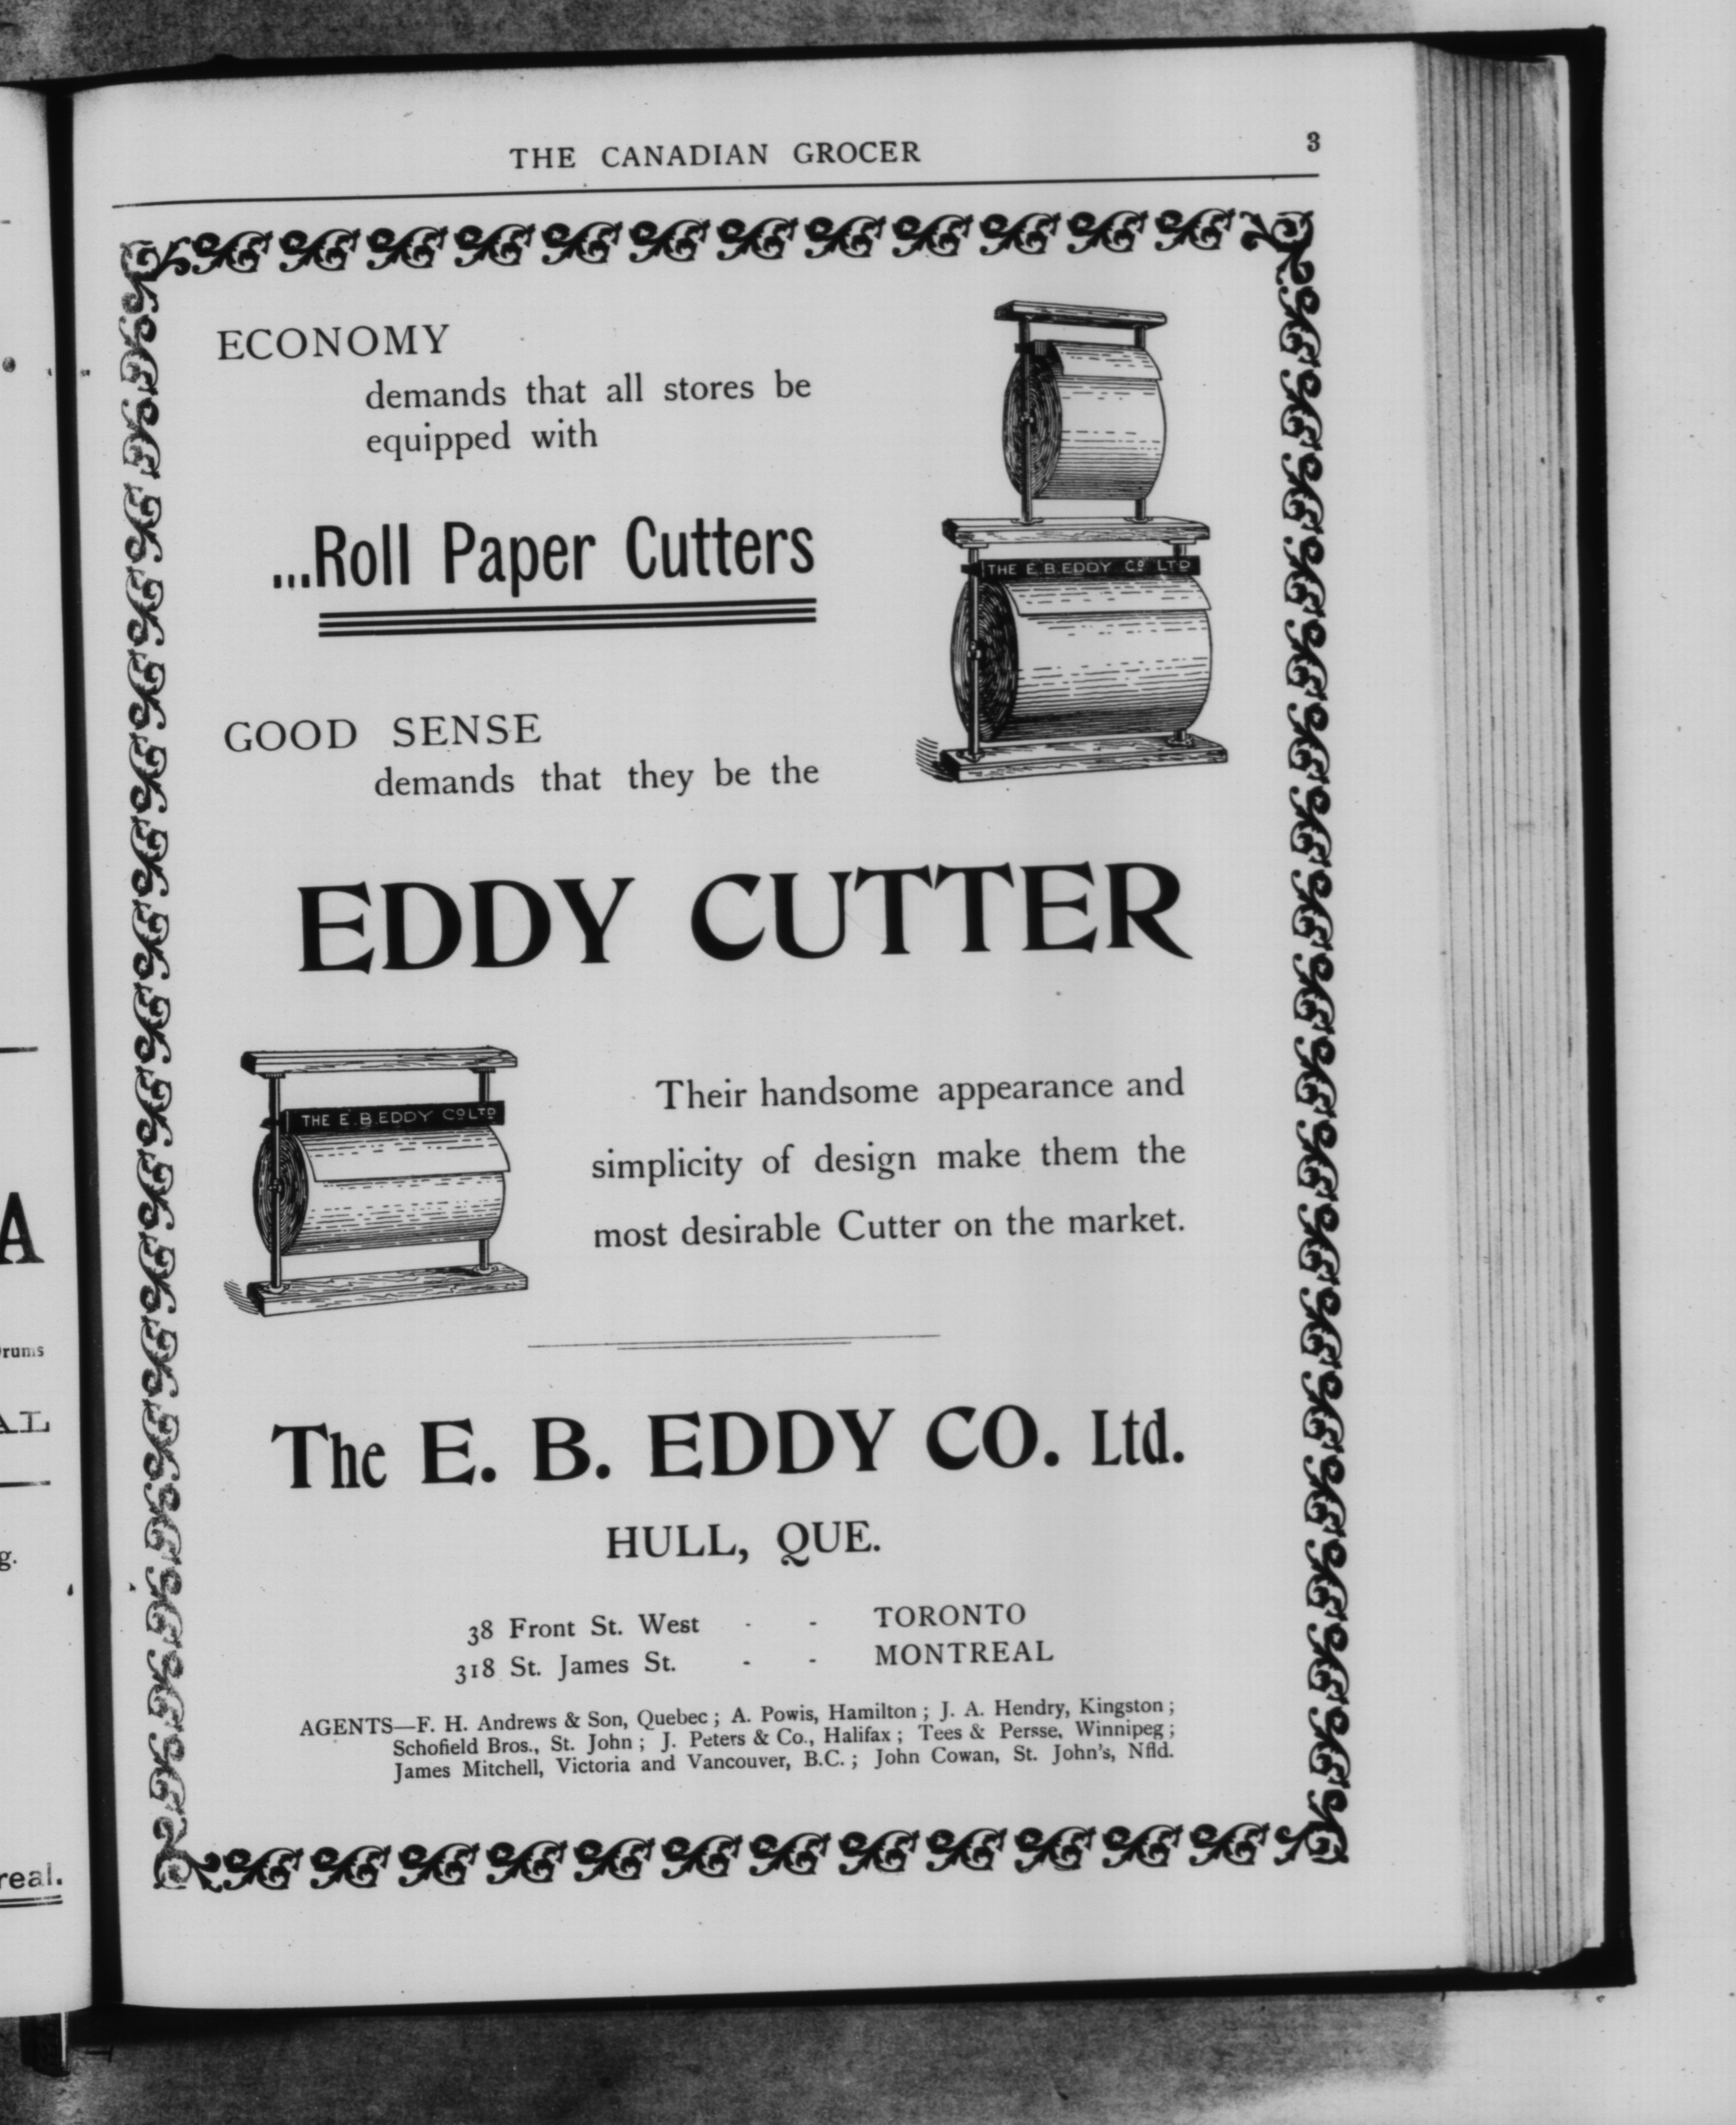 THE CANADIAN GROCER 3
ECONOMY
demands that all stores be
equipped with
...Roll Paper Cutters
THE E.B.EDDY Co LTD
GOOD SENSE
demands that they be the
EDDY CUTTER
THE E.B.EDDY Co LTD
Their handsome appearance and
simplicity of design make them the
most desirable Cutter on the market.
The E. B. EDDY CO. Ltd.
HULL, QUE.
38 Front St. West - - TORONTO
318 St. James St. - - MONTREAL
AGENTS—F. H. Andrews & Son, Quebec ; A. Powis, Hamilton ; J. A. Hendry, Kingston ;
Schofield Bros., St. John ; J. Peters & Co., Halifax ; Tees & Persse, Winnipeg ;
James Mitchell, Victoria and Vancouver, B.C. ; John Cowan, St. John's, Nfld.